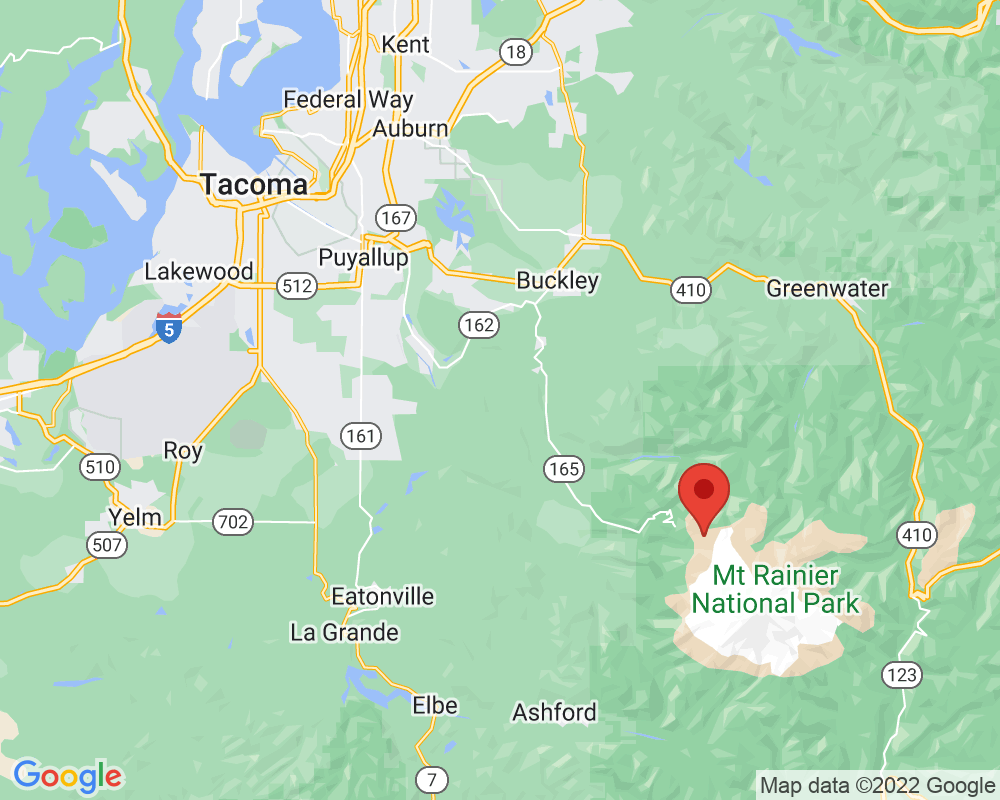 Kent
18
Federal Way
Auburn
Tacoma
167
Puyallup
Lakewood
512
Buckley
410
Greenwater
5
162
161
Roy
510
165
Yelm
702
507
410
Mt Rainier
National Park
Eatonville
La Grande
123
Elbe
Ashford
7
Google
Map data ©2022 Google